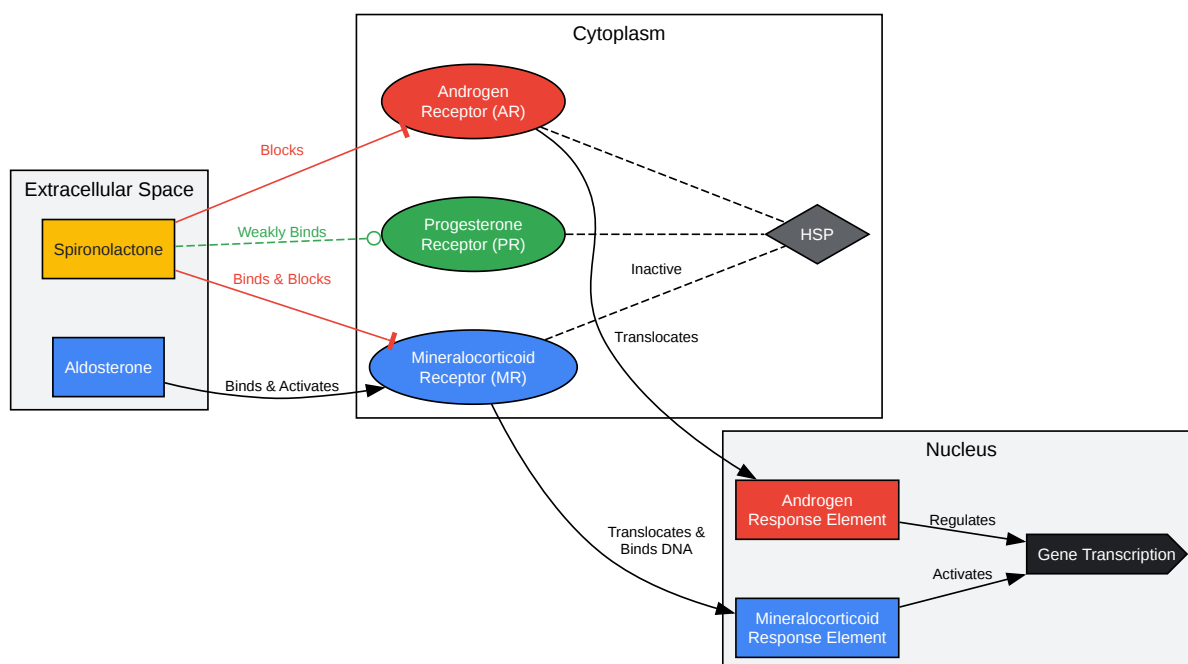 Cytoplasm
Androgen
Receptor (AR)
Blocks
Extracellular Space
Spironolactone
Weakly Binds
Progesterone
Receptor (PR)
HSP
Binds & Blocks
Inactive
Translocates
Aldosterone
Binds & Activates
Mineralocorticoid
Receptor (MR)
Nucleus
Androgen
Response Element
Regulates
Translocates &
Binds DNA
Gene Transcription
Activates
Mineralocorticoid
Response Element